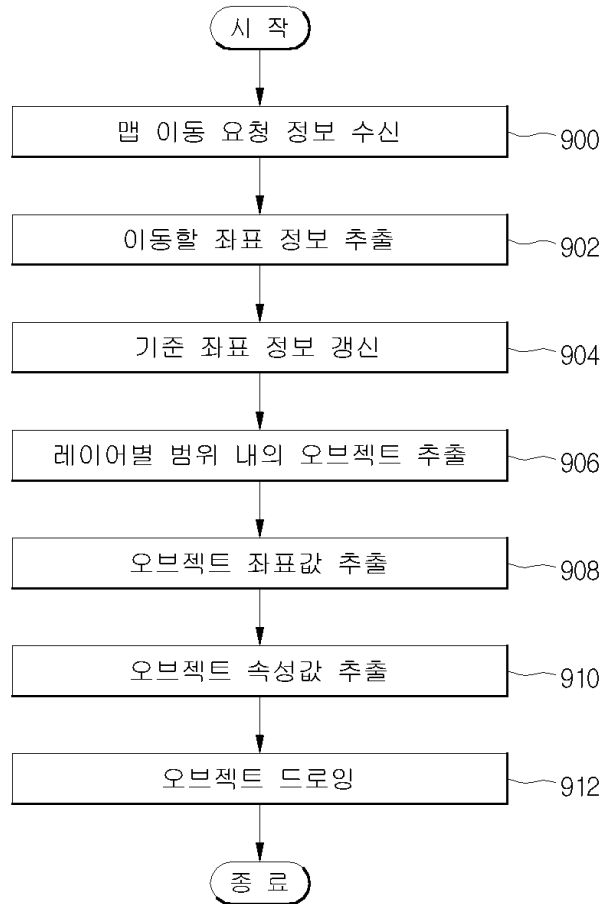 시 작
맵 이동 요청 정보 수신
900
이동할 좌표 정보 추출
902
기준 좌표 정보 갱신
904
레이어별 범위 내의 오브젝트 추출
906
오브젝트 좌표값 추출
908
오브젝트 속성값 추출
910
오브젝트 드로잉
912
종 료